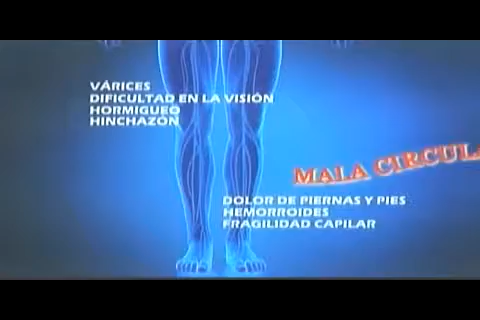 VÁRICES
DIFICULTAD EN LA VISIÓN
HORMIGUEO
HINCHAZÓN
MALA CIRCULA
DOLOR DE PIERNAS Y PIES
HEMORROIDES
FRAGILIDAD CAPILAR